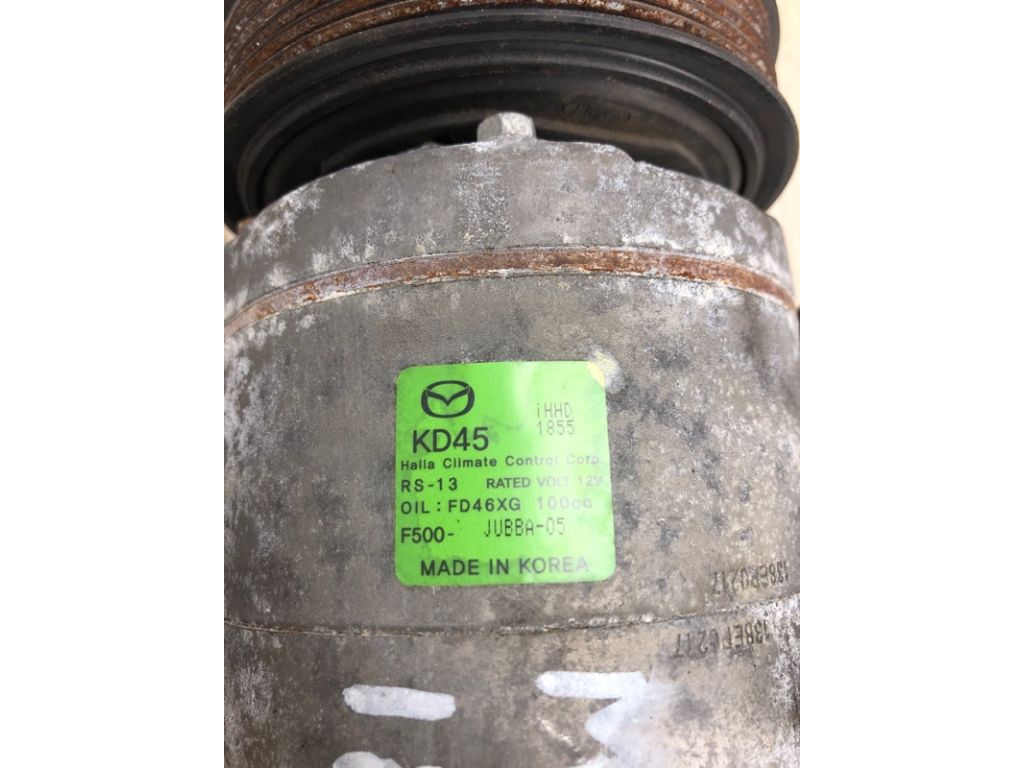 KD45
iHHD
1855
Halla Climate Control Corp.
RS-13 RATED VOLT 12V
OIL: FD46XG 100cc
F500- JUBBA-05
MADE IN KOREA